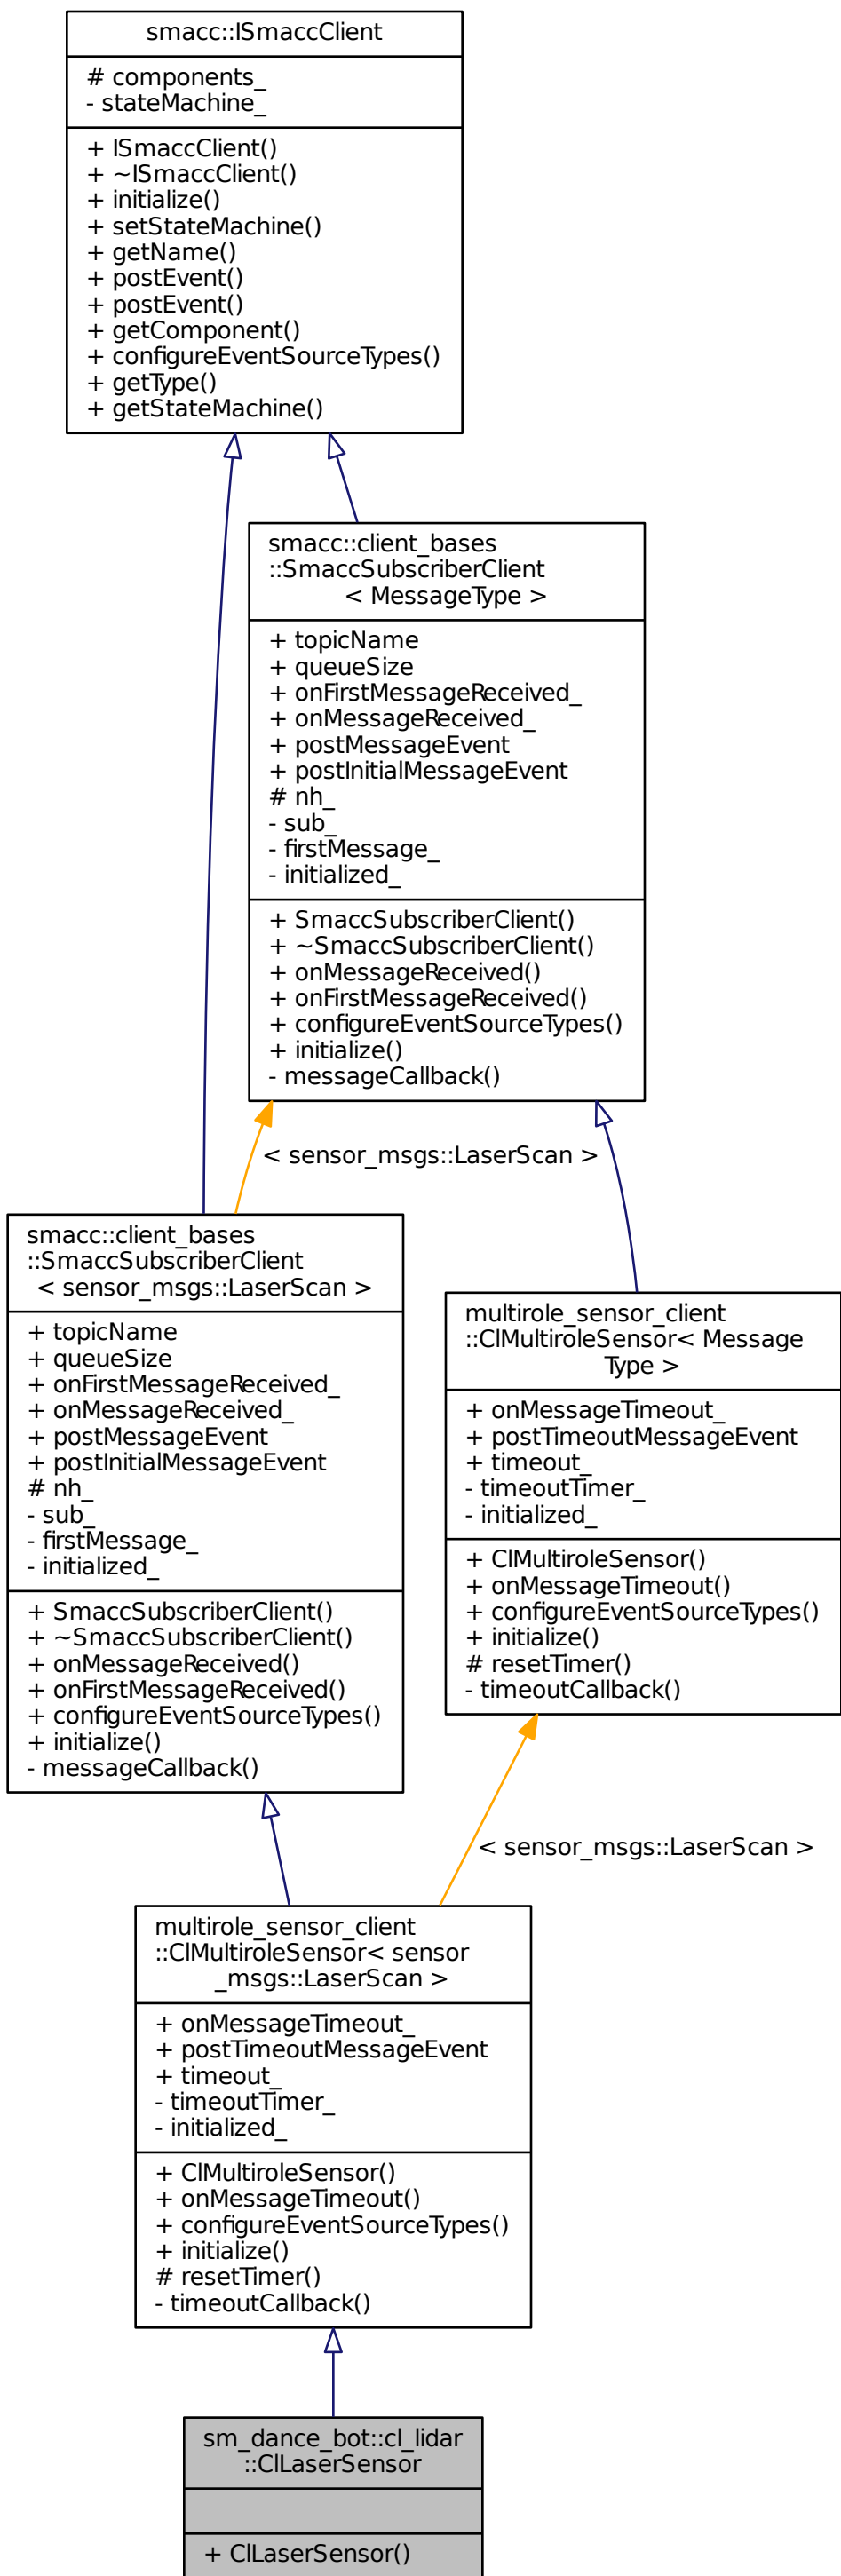 smacc::ISmaccClient
# components_
- stateMachine_
+ ISmaccClient()
+ ~ISmaccClient()
+ initialize()
+ setStateMachine()
+ getName()
+ postEvent()
+ postEvent()
+ getComponent()
+ configureEventSourceTypes()
+ getType()
+ getStateMachine()
smacc::client_bases
::SmaccSubscriberClient
< MessageType >
+ topicName
+ queueSize
+ onFirstMessageReceived_
+ onMessageReceived_
+ postMessageEvent
+ postInitialMessageEvent
# nh_
- sub_
- firstMessage_
- initialized_
+ SmaccSubscriberClient()
+ ~SmaccSubscriberClient()
+ onMessageReceived()
+ onFirstMessageReceived()
+ configureEventSourceTypes()
+ initialize()
- messageCallback()
< sensor_msgs::LaserScan >
smacc::client_bases
::SmaccSubscriberClient
< sensor_msgs::LaserScan >
+ topicName
+ queueSize
+ onFirstMessageReceived_
+ onMessageReceived_
+ postMessageEvent
+ postInitialMessageEvent
# nh_
- sub_
- firstMessage_
- initialized_
+ SmaccSubscriberClient()
+ ~SmaccSubscriberClient()
+ onMessageReceived()
+ onFirstMessageReceived()
+ configureEventSourceTypes()
+ initialize()
- messageCallback()
multirole_sensor_client
::ClMultiroleSensor< Message
Type >
+ onMessageTimeout_
+ postTimeoutMessageEvent
+ timeout_
- timeoutTimer_
- initialized_
+ ClMultiroleSensor()
+ onMessageTimeout()
+ configureEventSourceTypes()
+ initialize()
# resetTimer()
- timeoutCallback()
< sensor_msgs::LaserScan >
multirole_sensor_client
::ClMultiroleSensor< sensor
_msgs::LaserScan >
+ onMessageTimeout_
+ postTimeoutMessageEvent
+ timeout_
- timeoutTimer_
- initialized_
+ ClMultiroleSensor()
+ onMessageTimeout()
+ configureEventSourceTypes()
+ initialize()
# resetTimer()
- timeoutCallback()
sm_dance_bot::cl_lidar
::ClLaserSensor
+ ClLaserSensor()